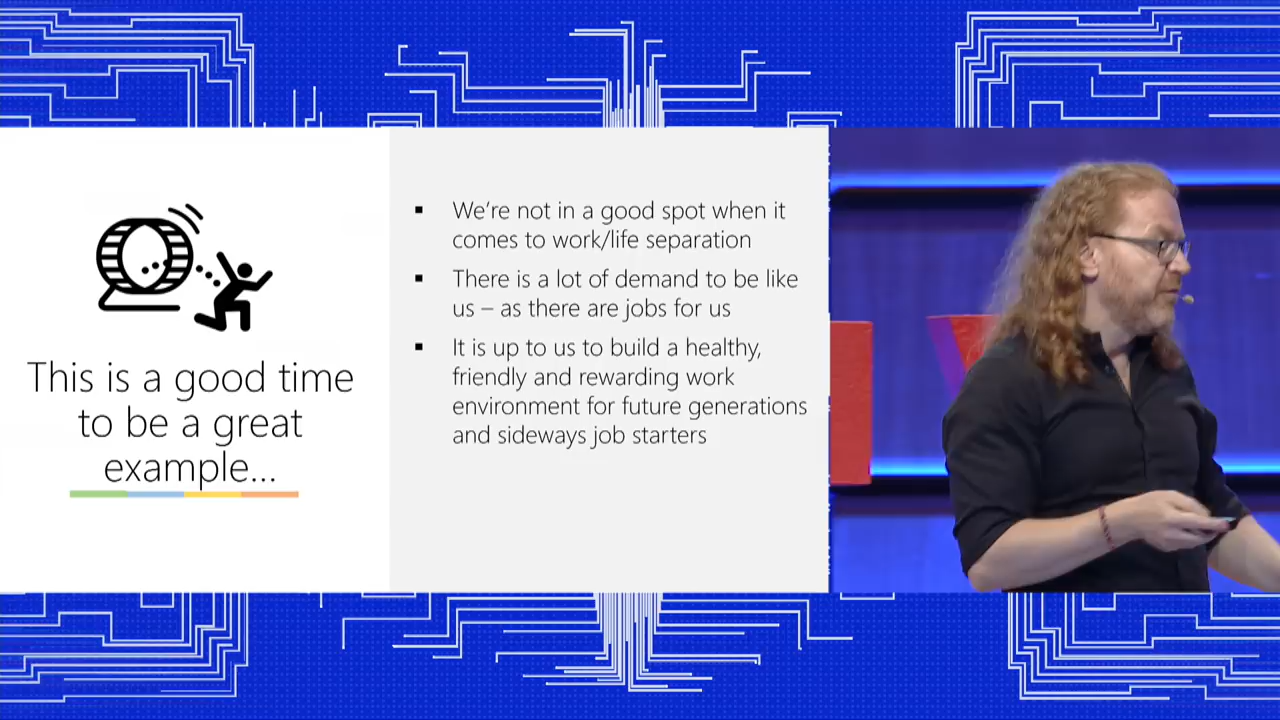 This is a good time
to be a great
example...
▪ We're not in a good spot when it
comes to work/life separation
▪ There is a lot of demand to be like
us – as there are jobs for us
▪ It is up to us to build a healthy,
friendly and rewarding work
environment for future generations
and sideways job starters